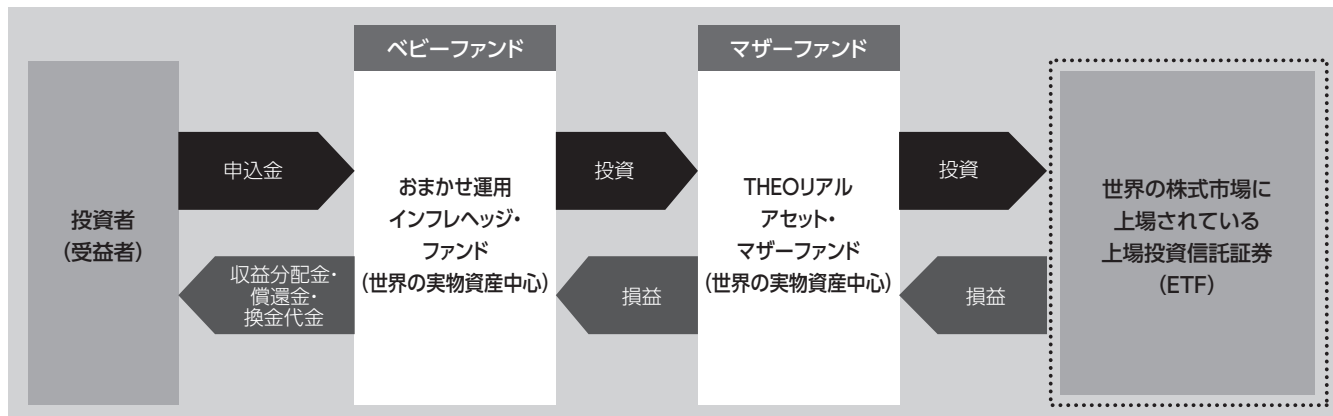 ベビーファンド
マザーファンド
投資者
(受益者)
申込金
収益分配金・
償還金・
換金代金
おまかせ運用
インフレヘッジ・
ファンド
(世界の実物資産中心)
投資
損益
THEOリアル
アセット・
マザーファンド
(世界の実物資産中心)
投資
損益
世界の株式市場に
上場されている
上場投資信託証券
(ETF)